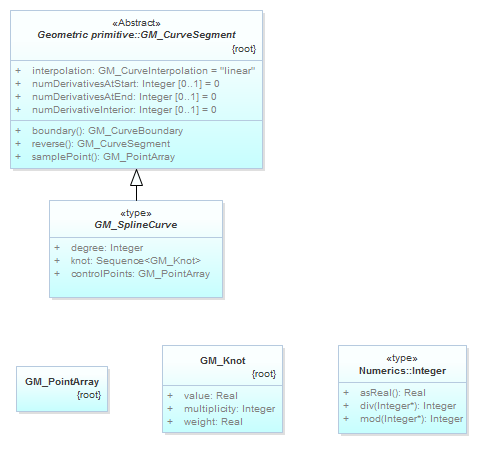 «Abstract»
Geometric primitive::GM_CurveSegment
{root}
+ interpolation: GM_CurveInterpolation = "linear"
+ numDerivativesAtStart: Integer [0..1] = 0
+ numDerivativesAtEnd: Integer [0..1] = 0
+ numDerivativeInterior: Integer [0..1] = 0
+ boundary(): GM_CurveBoundary
+ reverse(): GM_CurveSegment
+ samplePoint(): GM_PointArray
«type»
GM_SplineCurve
+ degree: Integer
+ knot: Sequence<GM_Knot>
+ controlPoints: GM_PointArray
GM_PointArray
{root}
GM_Knot
{root}
+ value: Real
+ multiplicity: Integer
+ weight: Real
«type»
Numerics::Integer
+ asReal(): Real
+ div(Integer*): Integer
+ mod(Integer*): Integer